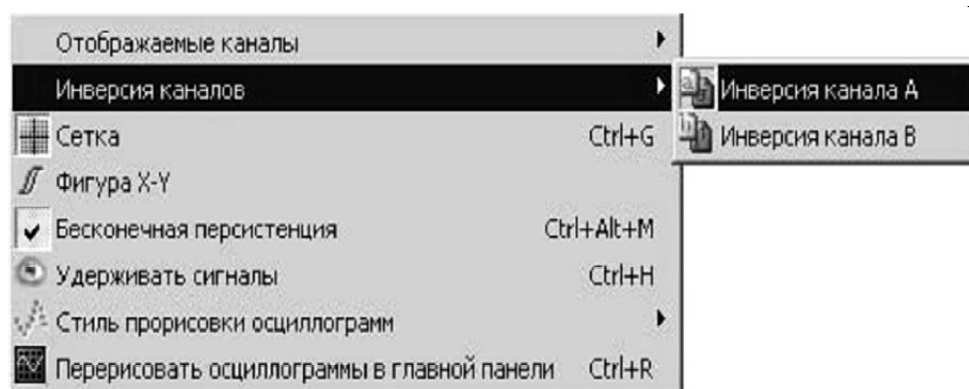 Отображаемые каналы
Инверсия каналов
Инверсия канала A
Инверсия канала B
Сетка Ctrl+G
Фигура X-Y
Бесконечная персистенция Ctrl+Alt+M
Удерживать сигналы Ctrl+H
Стиль прорисовки осциллограмм
Перерисовать осциллограммы в главной панели Ctrl+R